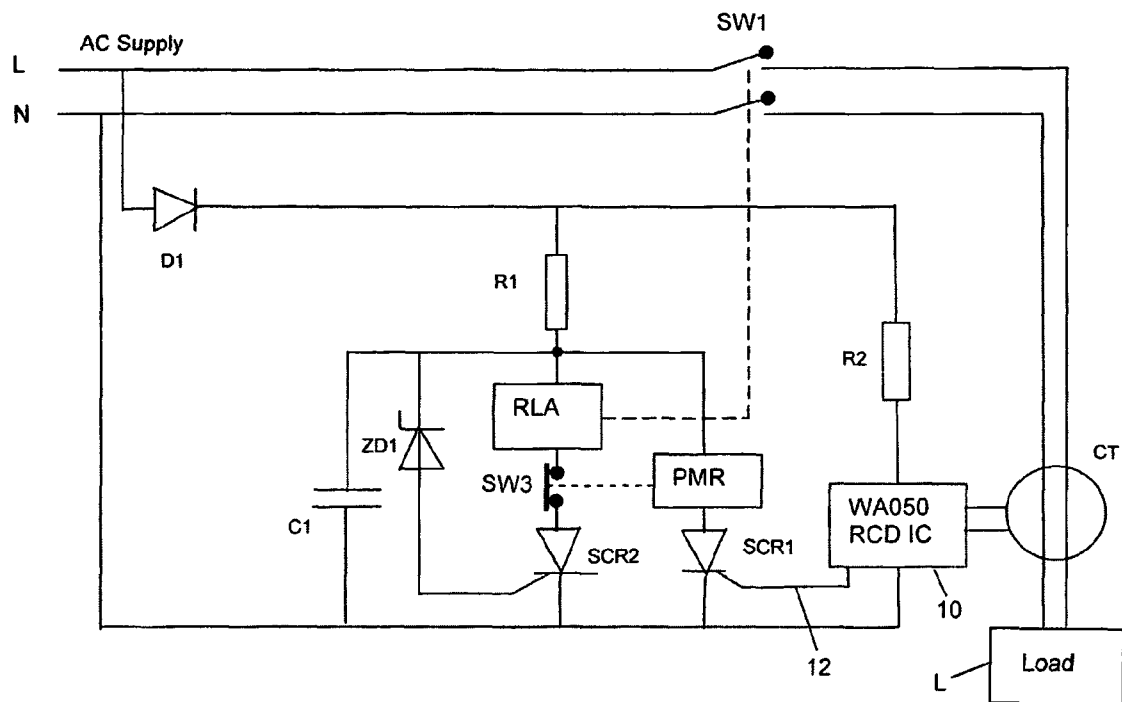 SW1
AC Supply
L
N
D1
R1
R2
RLA
ZD1
CT
SW3
PMR
WA050
RCD IC
C1
SCR2
SCR1
10
12
Load
L